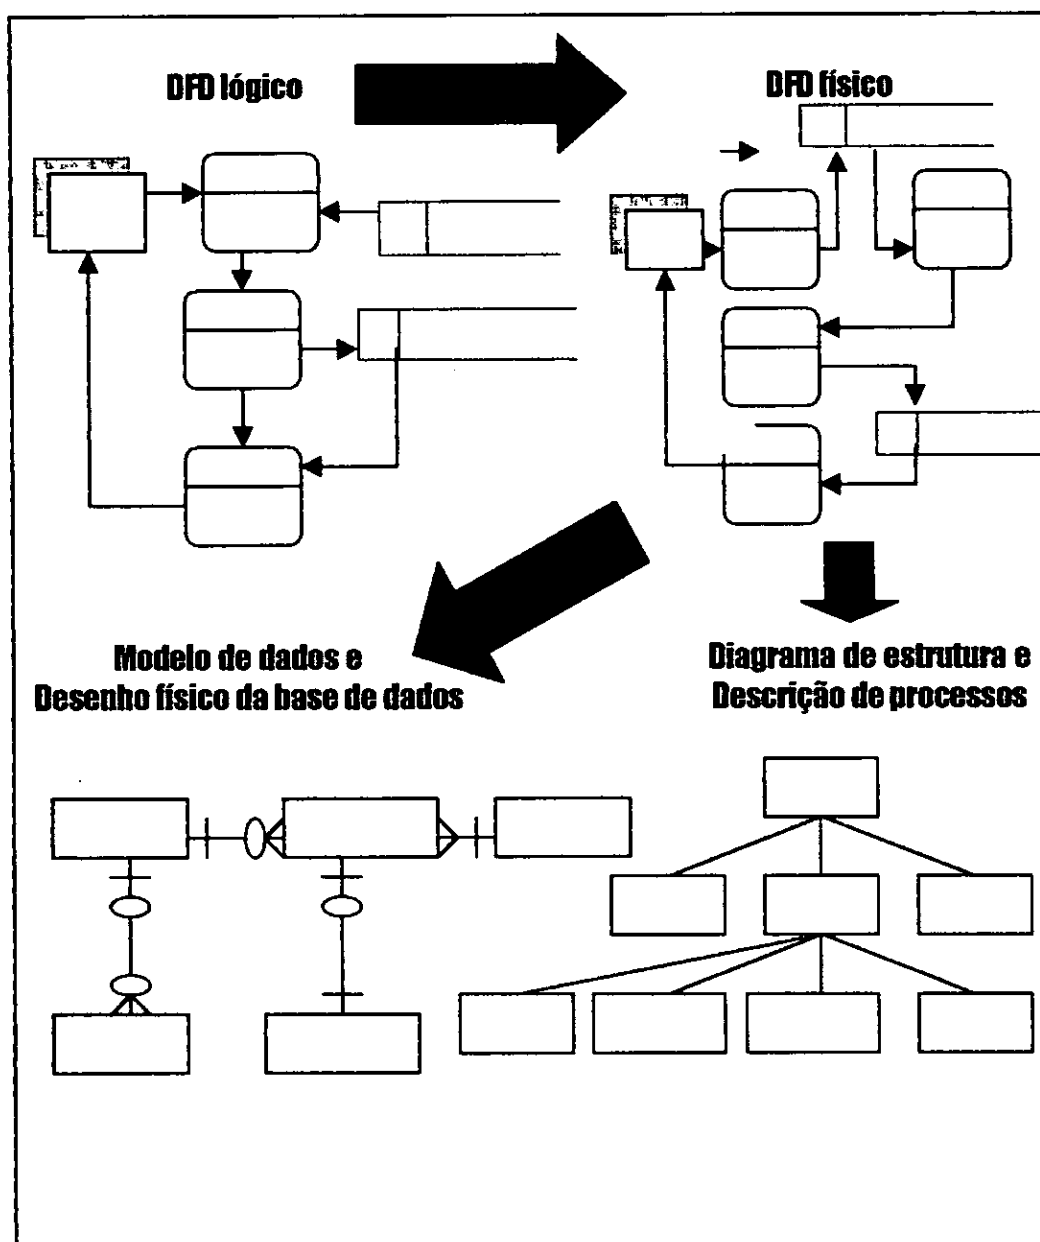 DFD lógico
DFD físico
Modelo de dados e
Desenho físico da base de dados
Diagrama de estrutura e
Descrição de processos